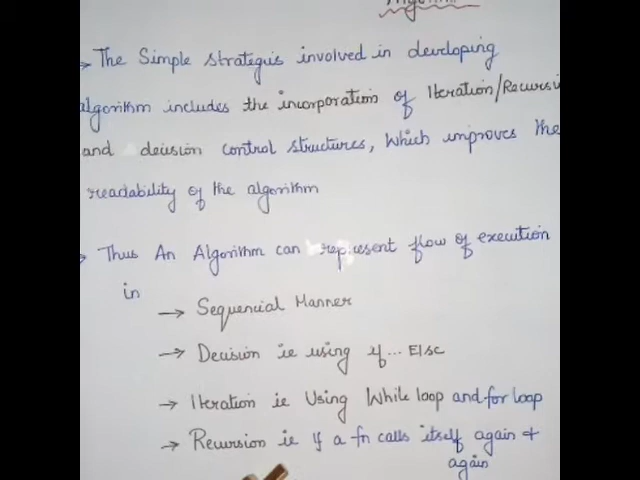 The Simple strategis involved in developing
algorithm includes the incorporation of Iteration/Recursi
and decision control structures, which improves the
readability of the algorithm
Thus An Algorithm can represent flow of execution
in
→ Sequencial Manner
→ Decision ie using if... Else
→ Iteration ie Using While loop and for loop
→ Recursion ie If a fn calls itself again +
again